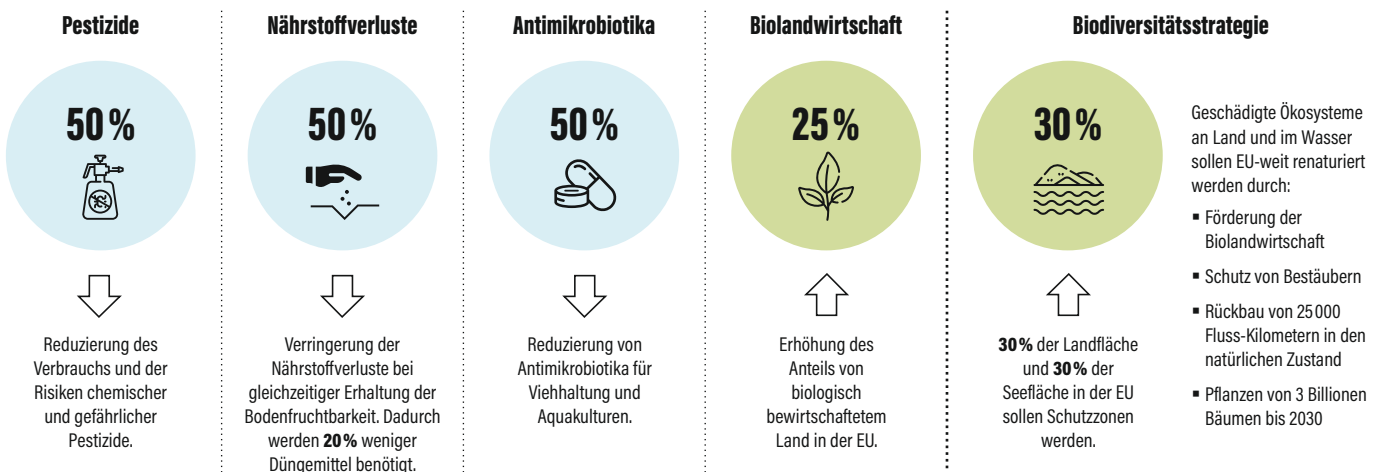 Pestizide
50 %
Reduzierung des
Verbrauchs und der
Risiken chemischer
und gefährlicher
Pestizide.
Nährstoffverluste
50 %
Verringerung der
Nährstoffverluste bei
gleichzeitiger Erhaltung der
Bodenfruchtbarkeit. Dadurch
werden 20 % weniger
Düngemittel benötigt.
Antimikrobiotika
50 %
Reduzierung von
Antimikrobiotika für
Viehhaltung und
Aquakulturen.
Biolandwirtschaft
25 %
Erhöhung des
Anteils von
biologisch
bewirtschaftetem
Land in der EU.
Biodiversitätsstrategie
30 %
30 % der Landfläche
und 30 % der
Seefläche in der EU
sollen Schutzzonen
werden.
Geschädigte Ökosysteme
an Land und im Wasser
sollen EU-weit renaturiert
werden durch:
▪ Förderung der
Biolandwirtschaft
▪ Schutz von Bestäubern
▪ Rückbau von 25 000
Fluss-Kilometern in den
natürlichen Zustand
▪ Pflanzen von 3 Billionen
Bäumen bis 2030